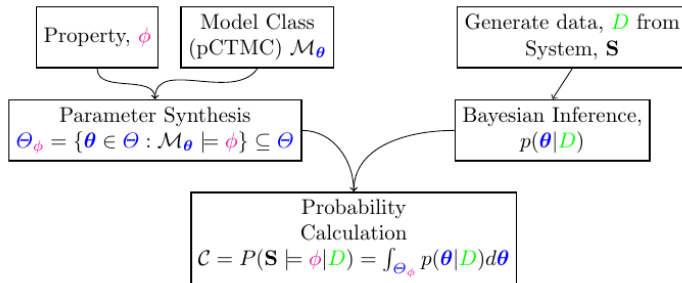 Property, ϕ
Model Class
(pCTMC) ℳ_θ
Generate data, D from
System, S
Parameter Synthesis
Θ_ϕ = {θ ∈ Θ : ℳ_θ ⊨ ϕ} ⊆ Θ
Bayesian Inference,
p(θ|D)
Probability
Calculation
𝒞 = P(S ⊨ ϕ|D) = ∫_{Θ_ϕ} p(θ|D)dθ